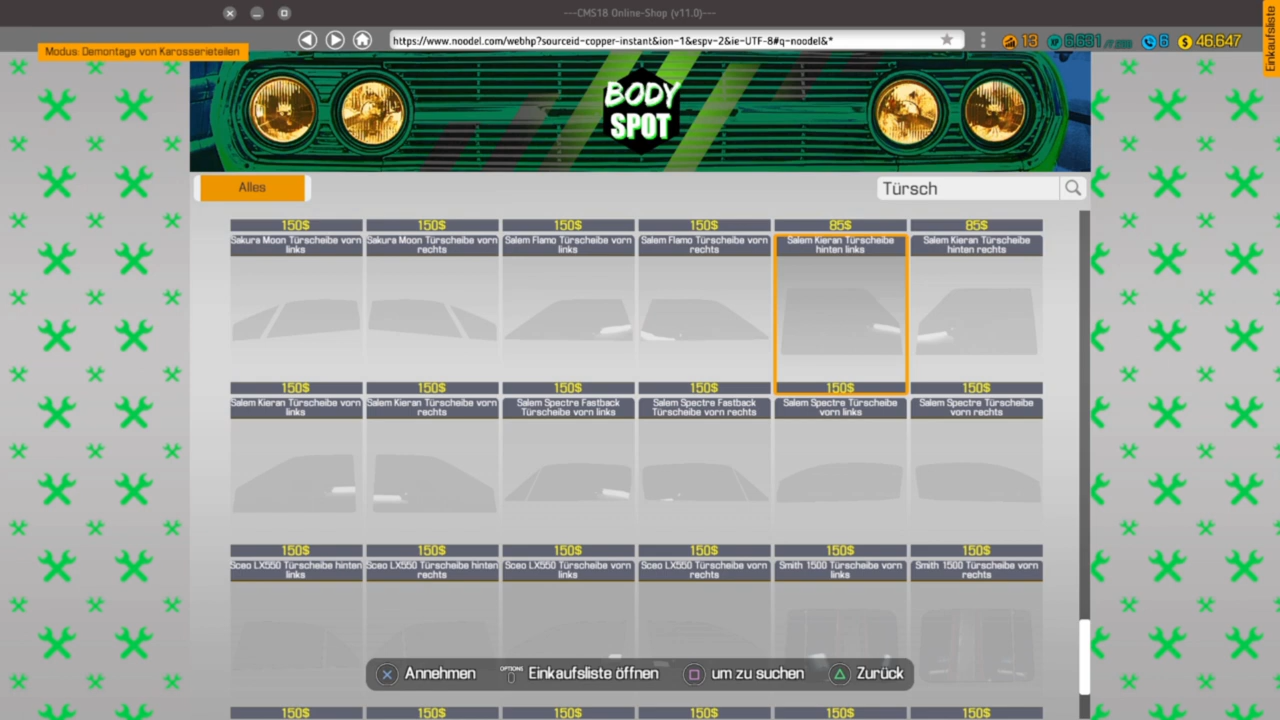 ---CMS18 Online-Shop (v11.0)---
Einkaufsliste
https://www.noodel.com/webhp?sourceid-copper-instant&ion-1&espv-2&ie-UTF-8#q-noodel&*
13
6
46,647
Modus: Demontage von Karosserieteilen
BODY
SPOT
Alles
Türsch
150$ 150$ 150$ 150$ 85$ 85$
Sakura Moon Türscheibe vorn links
Sakura Moon Türscheibe vorn rechts
Salem Flamo Türscheibe vorn links
Salem Flamo Türscheibe vorn rechts
Salem Kieran Türscheibe hinten links
Salem Kieran Türscheibe hinten rechts
150$ 150$ 150$ 150$ 150$ 150$
Salem Kieran Türscheibe vorn links
Salem Kieran Türscheibe vorn rechts
Salem Spectre Fastback Türscheibe vorn links
Salem Spectre Fastback Türscheibe vorn rechts
Salem Spectre Türscheibe vorn links
Salem Spectre Türscheibe vorn rechts
150$ 150$ 150$ 150$ 150$ 150$
Sceo LX550 Türscheibe hinten links
Sceo LX550 Türscheibe hinten rechts
Sceo LX550 Türscheibe vorn links
Sceo LX550 Türscheibe vorn rechts
Smith 1500 Türscheibe vorn links
Smith 1500 Türscheibe vorn rechts
Annehmen OPTIONS Einkaufsliste öffnen um zu suchen Zurück
150$ 150$ 150$ 150$ 150$ 150$